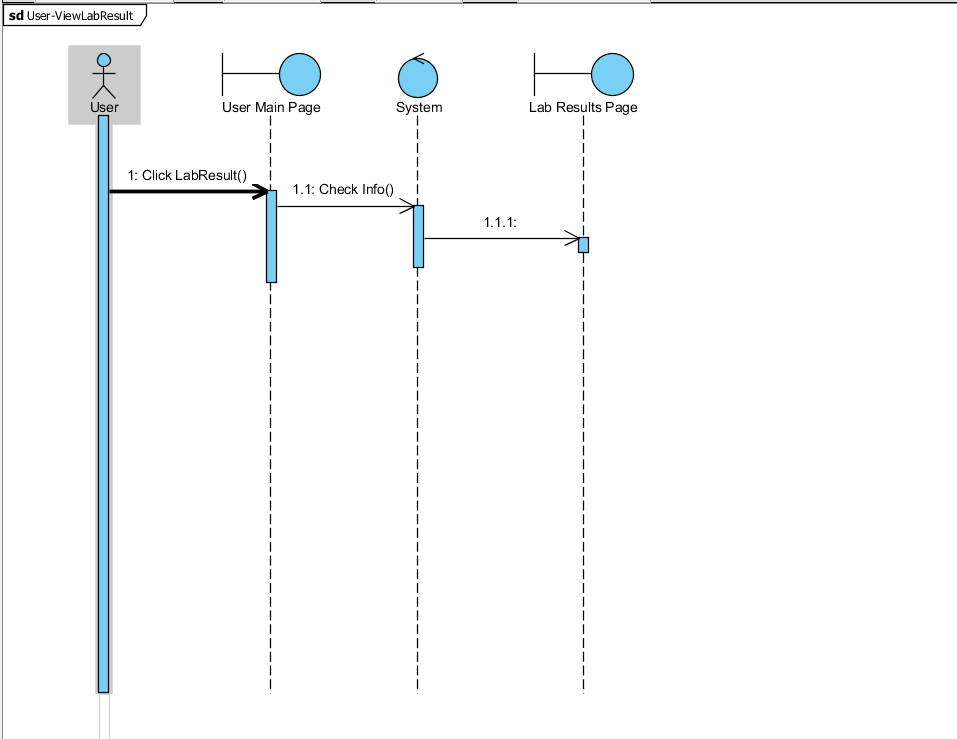 sd User-ViewLabResult
User
User Main Page
System
Lab Results Page
1: Click LabResult()
1.1: Check Info()
1.1.1: